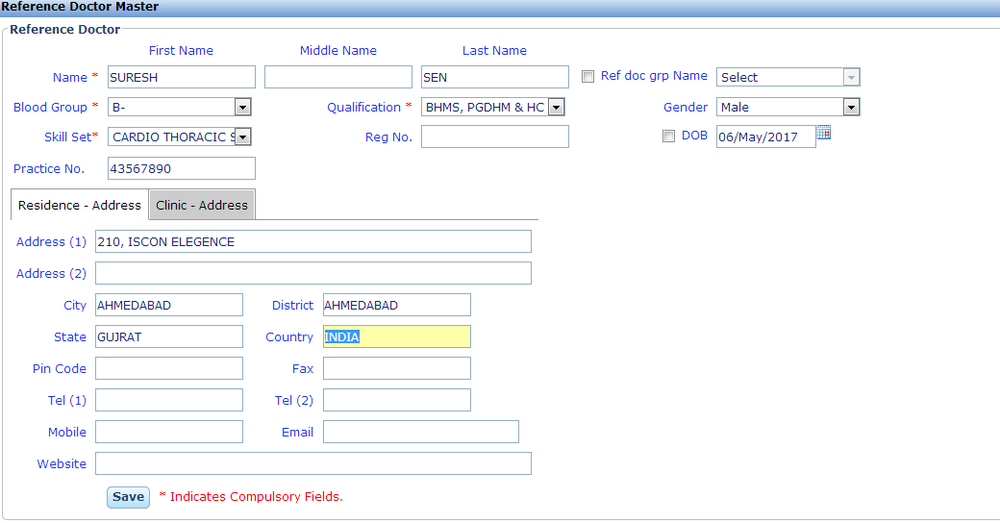 Reference Doctor Master
Reference Doctor
First Name Middle Name Last Name
Name * SURESH SEN Ref doc grp Name Select
Blood Group * B- Qualification * BHMS, PGDHM & HC Gender Male
Skill Set* CARDIO THORACIC S Reg No. DOB 06/May/2017
Practice No. 43567890
Residence - Address Clinic - Address
Address (1) 210, ISCON ELEGENCE
Address (2)
City AHMEDABAD District AHMEDABAD
State GUJRAT Country INDIA
Pin Code Fax
Tel (1) Tel (2)
Mobile Email
Website
Save * Indicates Compulsory Fields.